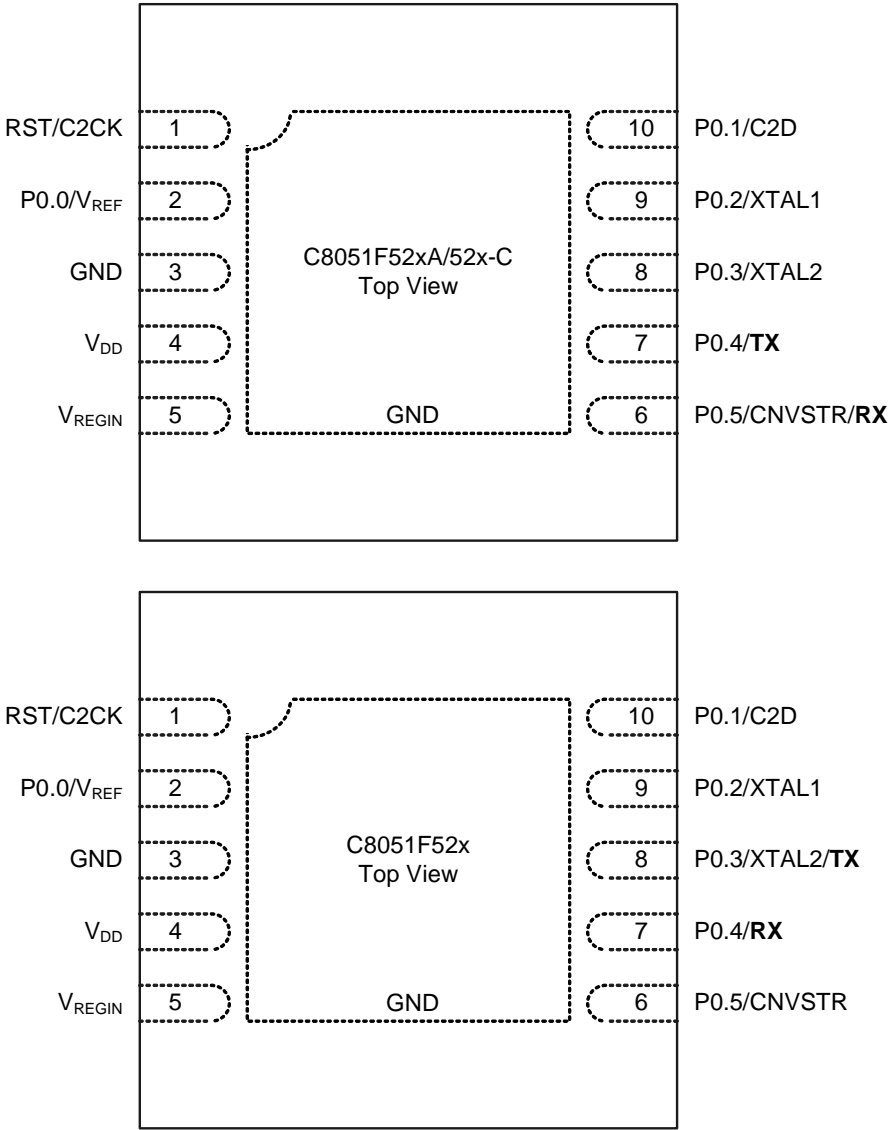 RST/C2CK 1 10 P0.1/C2D
P0.0/VREF 2 9 P0.2/XTAL1
GND 3 C8051F52xA/52x-C 8 P0.3/XTAL2
Top View
VDD 4 7 P0.4/TX
VREGIN 5 GND 6 P0.5/CNVSTR/RX
RST/C2CK 1 10 P0.1/C2D
P0.0/VREF 2 9 P0.2/XTAL1
GND 3 C8051F52x 8 P0.3/XTAL2/TX
Top View
VDD 4 7 P0.4/RX
VREGIN 5 GND 6 P0.5/CNVSTR